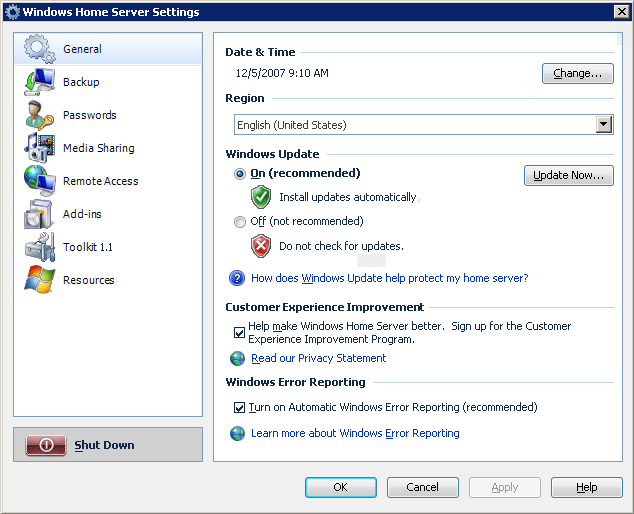 Windows Home Server Settings
General
Backup
Passwords
Media Sharing
Remote Access
Add-ins
Toolkit 1.1
Resources
Shut Down
Date & Time
12/5/2007 9:10 AM
Change...
Region
English (United States)
Windows Update
On (recommended)
Update Now...
Install updates automatically
Off (not recommended)
Do not check for updates.
How does Windows Update help protect my home server?
Customer Experience Improvement
Help make Windows Home Server better. Sign up for the Customer
Experience Improvement Program.
Read our Privacy Statement
Windows Error Reporting
Turn on Automatic Windows Error Reporting (recommended)
Learn more about Windows Error Reporting
OK
Cancel
Apply
Help